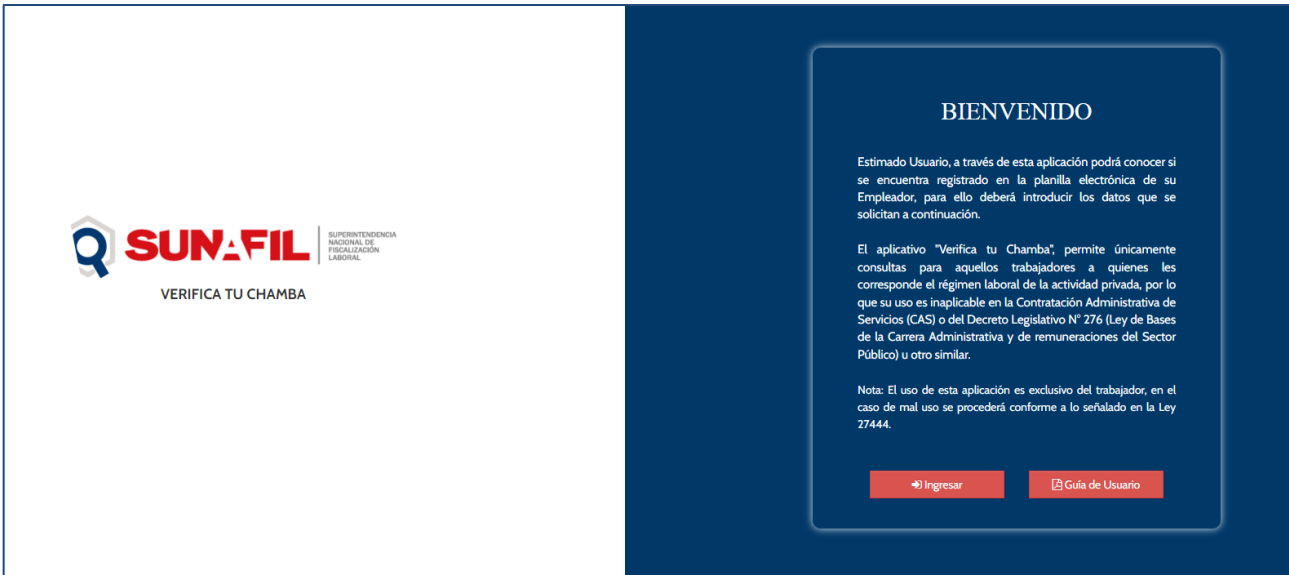 SUNAFIL
SUPERINTENDENCIA
NACIONAL DE
FISCALIZACIÓN
LABORAL
VERIFICA TU CHAMBA
BIENVENIDO
Estimado Usuario, a través de esta aplicación podrá conocer si
se encuentra registrado en la planilla electrónica de su
Empleador, para ello deberá introducir los datos que se
solicitan a continuación.
El aplicativo "Verifica tu Chamba", permite únicamente
consultas para aquellos trabajadores a quienes les
corresponde el régimen laboral de la actividad privada, por lo
que su uso es inaplicable en la Contratación Administrativa de
Servicios (CAS) o del Decreto Legislativo N° 276 (Ley de Bases
de la Carrera Administrativa y de remuneraciones del Sector
Público) u otro similar.
Nota: El uso de esta aplicación es exclusivo del trabajador, en el
caso de mal uso se procederá conforme a lo señalado en la Ley
27444.
Ingresar
Guía de Usuario